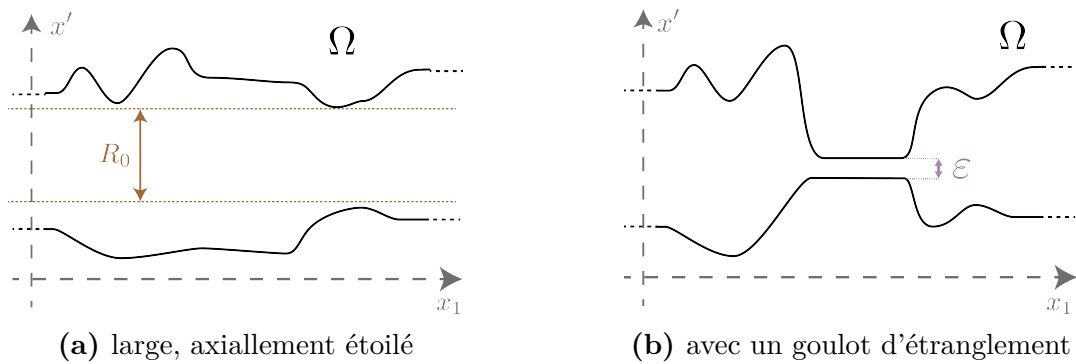 x′
Ω
R₀
x₁
(a) large, axiallement étoilé
x′
Ω
ε
x₁
(b) avec un goulot d'étranglement